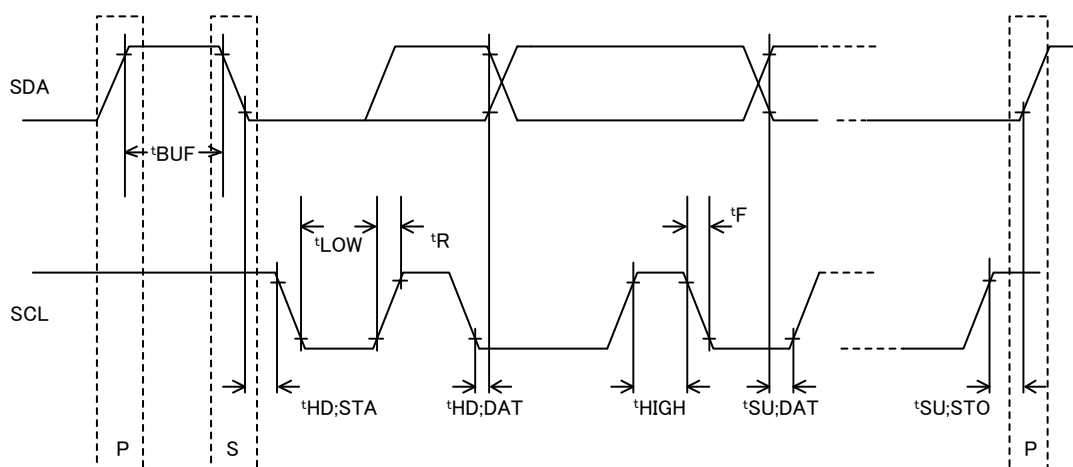 SDA
tBUF
tLOW
tR
tF
SCL
tHD;STA
tHD;DAT
tHIGH
tSU;DAT
tSU;STO
P
S
P